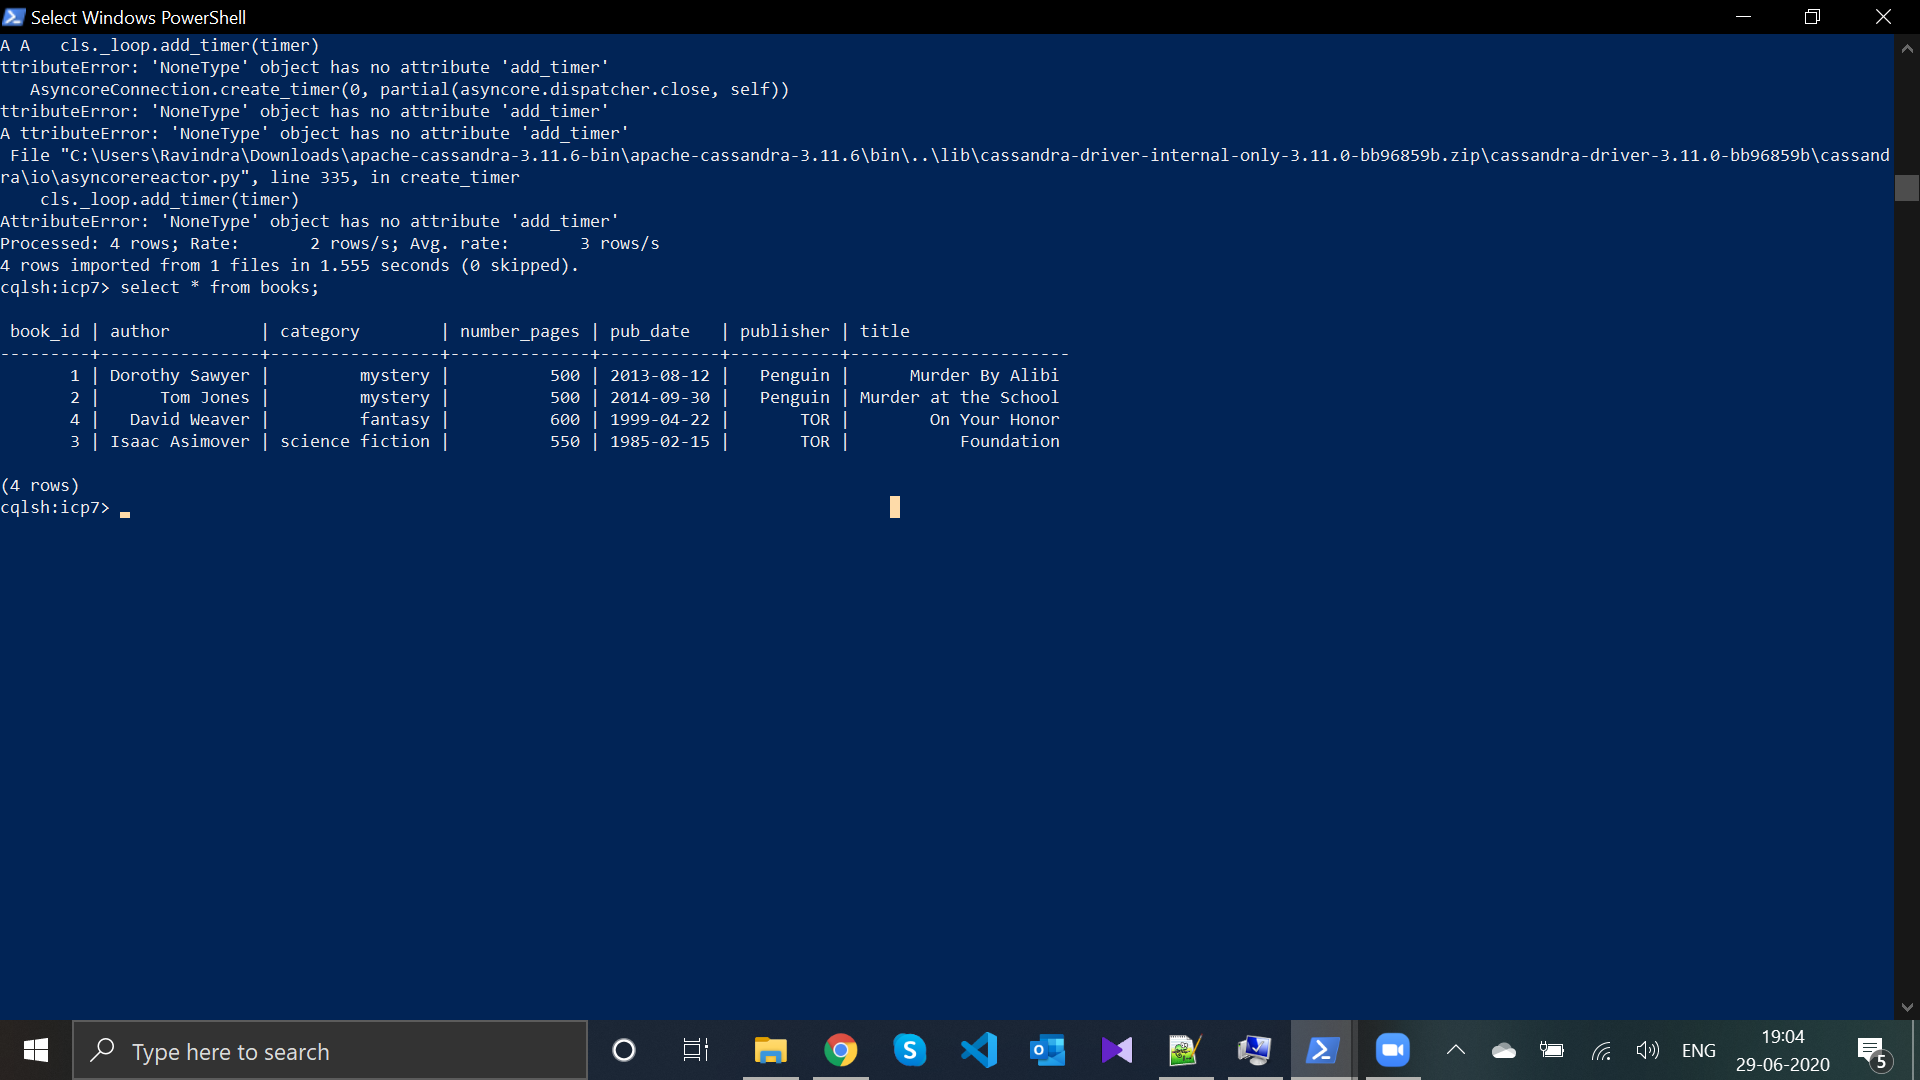 Select Windows PowerShell
A A   cls._loop.add_timer(timer)
ttributeError: 'NoneType' object has no attribute 'add_timer'
   AsyncoreConnection.create_timer(0, partial(asyncore.dispatcher.close, self))
ttributeError: 'NoneType' object has no attribute 'add_timer'
A ttributeError: 'NoneType' object has no attribute 'add_timer'
 File "C:\Users\Ravindra\Downloads\apache-cassandra-3.11.6-bin\apache-cassandra-3.11.6\bin\..\lib\cassandra-driver-internal-only-3.11.0-bb96859b.zip\cassandra-driver-3.11.0-bb96859b\cassand
ra\io\asyncorereactor.py", line 335, in create_timer
    cls._loop.add_timer(timer)
AttributeError: 'NoneType' object has no attribute 'add_timer'
Processed: 4 rows; Rate:       2 rows/s; Avg. rate:       3 rows/s
4 rows imported from 1 files in 1.555 seconds (0 skipped).
cqlsh:icp7> select * from books;
 book_id | author         | category        | number_pages | pub_date   | publisher | title
---------+----------------+-----------------+--------------+------------+-----------+----------------------
       1 | Dorothy Sawyer |         mystery |          500 | 2013-08-12 |   Penguin |      Murder By Alibi
       2 |      Tom Jones |         mystery |          500 | 2014-09-30 |   Penguin | Murder at the School
       4 |   David Weaver |         fantasy |          600 | 1999-04-22 |       TOR |        On Your Honor
       3 | Isaac Asimover | science fiction |          550 | 1985-02-15 |       TOR |           Foundation
(4 rows)
cqlsh:icp7>
Type here to search
ENG
19:04
29-06-2020
5